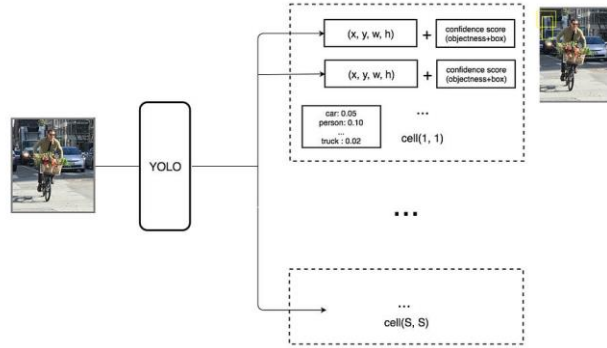 YOLO
(x, y, w, h)
+
confidence score
(objectness+box)
(x, y, w, h)
+
confidence score
(objectness+box)
car: 0.05
person: 0.10
...
truck : 0.02
...
cell(1, 1)
...
...
cell(S, S)